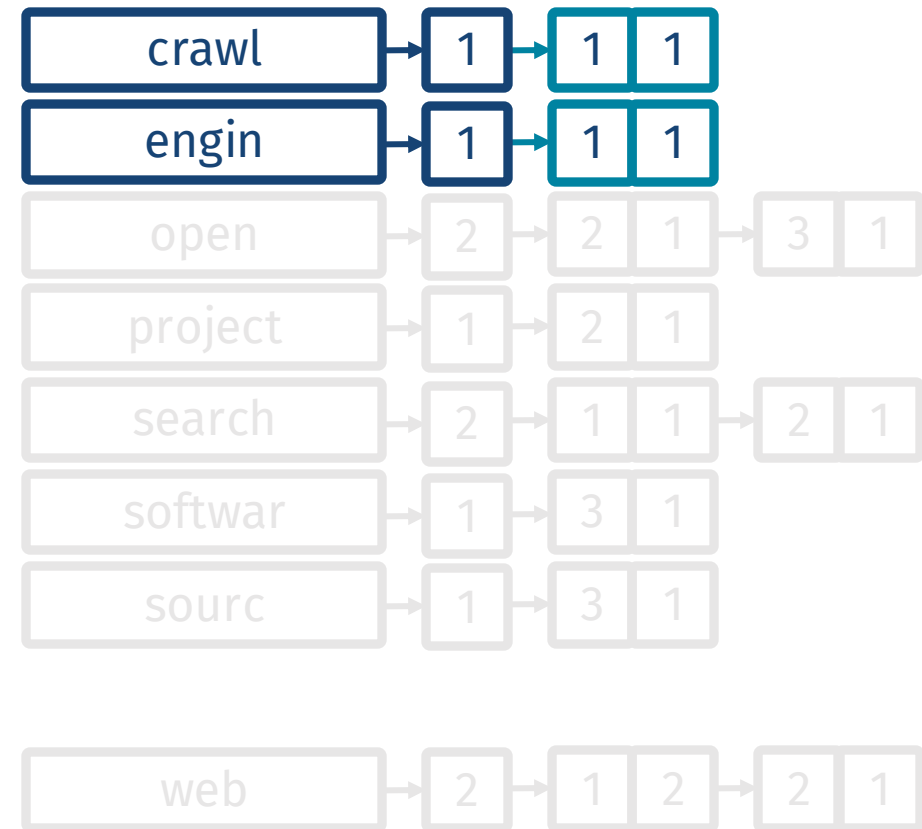 crawl 1 1 1
engin 1 1 1
open 2 2 1 3 1
project 1 2 1
search 2 1 1 2 1
softwar 1 3 1
sourc 1 3 1
web 2 1 2 2 1